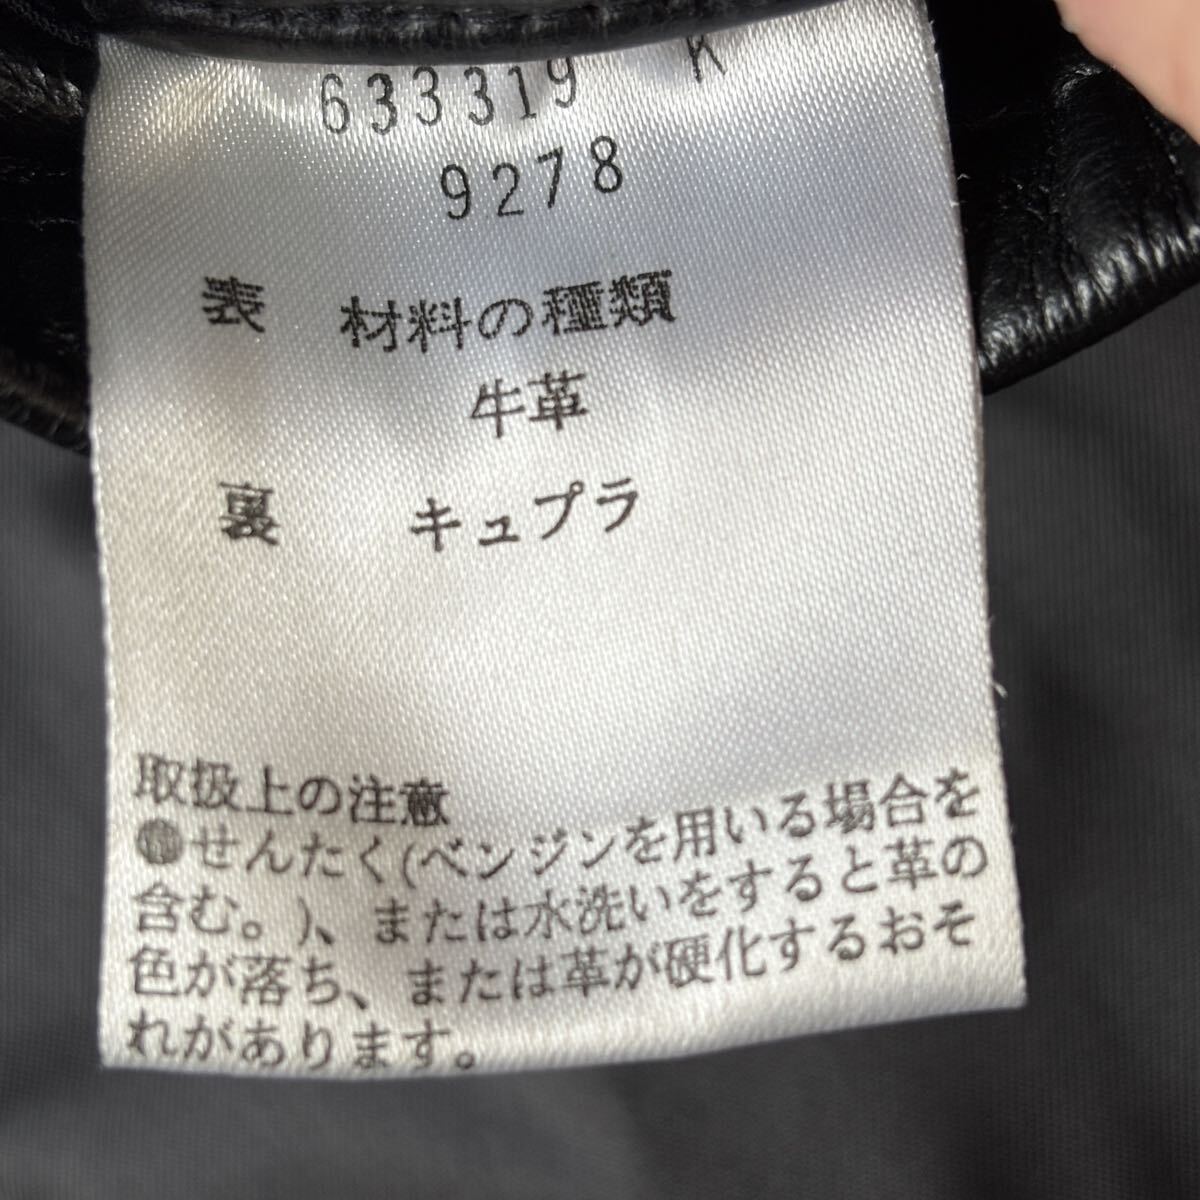 633319 K
9278
表 材料の種類
牛革
裏 キュプラ
取扱上の注意
●せんたく(ベンジンを用いる場合を
含む。)、または水洗いをすると革の
色が落ち、または革が硬化するおそ
れがあります。